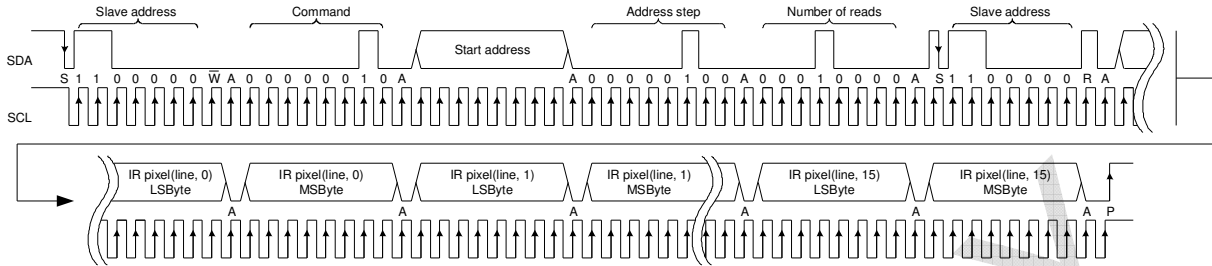 Slave address Command Address step Number of reads Slave address
SDA
Start address
S 1 1 0 0 0 0 0 W̅ A 0 0 0 0 0 0 1 0 A A 0 0 0 0 0 1 0 0 A 0 0 0 1 0 0 0 0 A S 1 1 0 0 0 0 0 R A
SCL
IR pixel(line, 0) IR pixel(line, 0) IR pixel(line, 1) IR pixel(line, 1) IR pixel(line, 15) IR pixel(line, 15)
LSByte MSByte LSByte MSByte LSByte MSByte
A A A A A A P